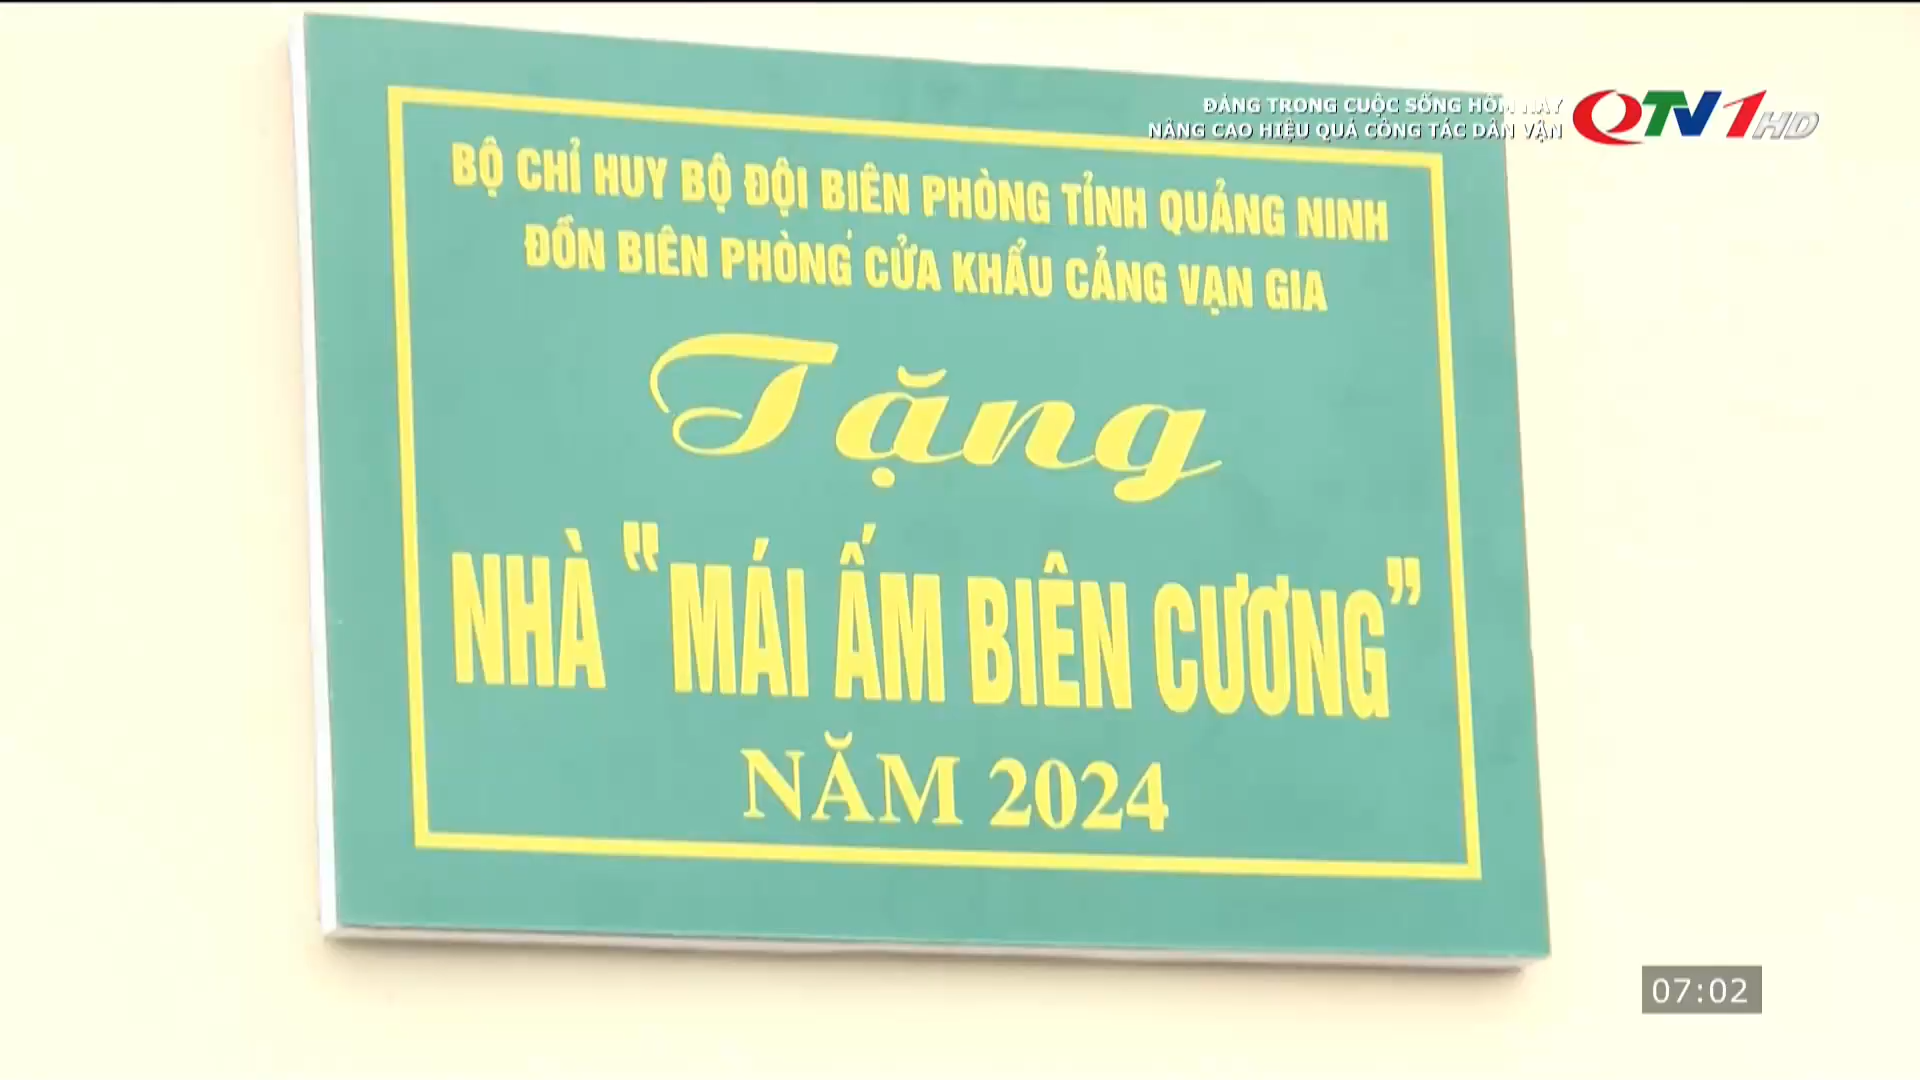 ĐẢNG TRONG CUỘC SỐNG HÔM NAY
NÂNG CAO HIỆU QUẢ CÔNG TÁC DÂN VẬN
QTV1HD
BỘ CHỈ HUY BỘ ĐỘI BIÊN PHÒNG TỈNH QUẢNG NINH
ĐỒN BIÊN PHÒNG CỬA KHẨU CẢNG VẠN GIA
Tặng
NHÀ "MÁI ẤM BIÊN CƯƠNG"
NĂM 2024
07:02